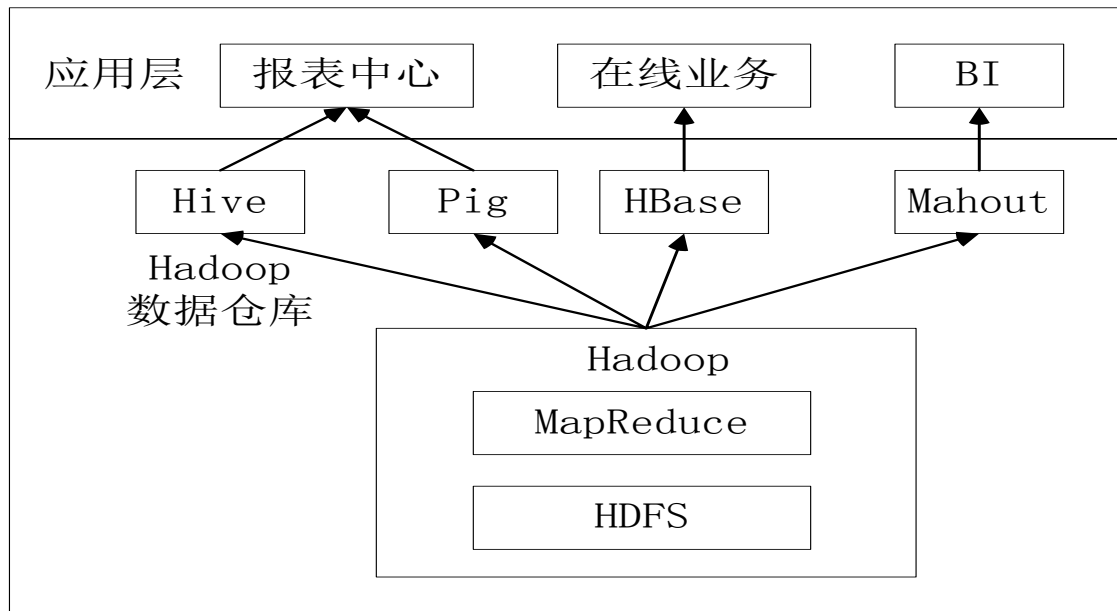 应用层
报表中心
在线业务
BI
Hive
Pig
HBase
Mahout
Hadoop
数据仓库
Hadoop
MapReduce
HDFS